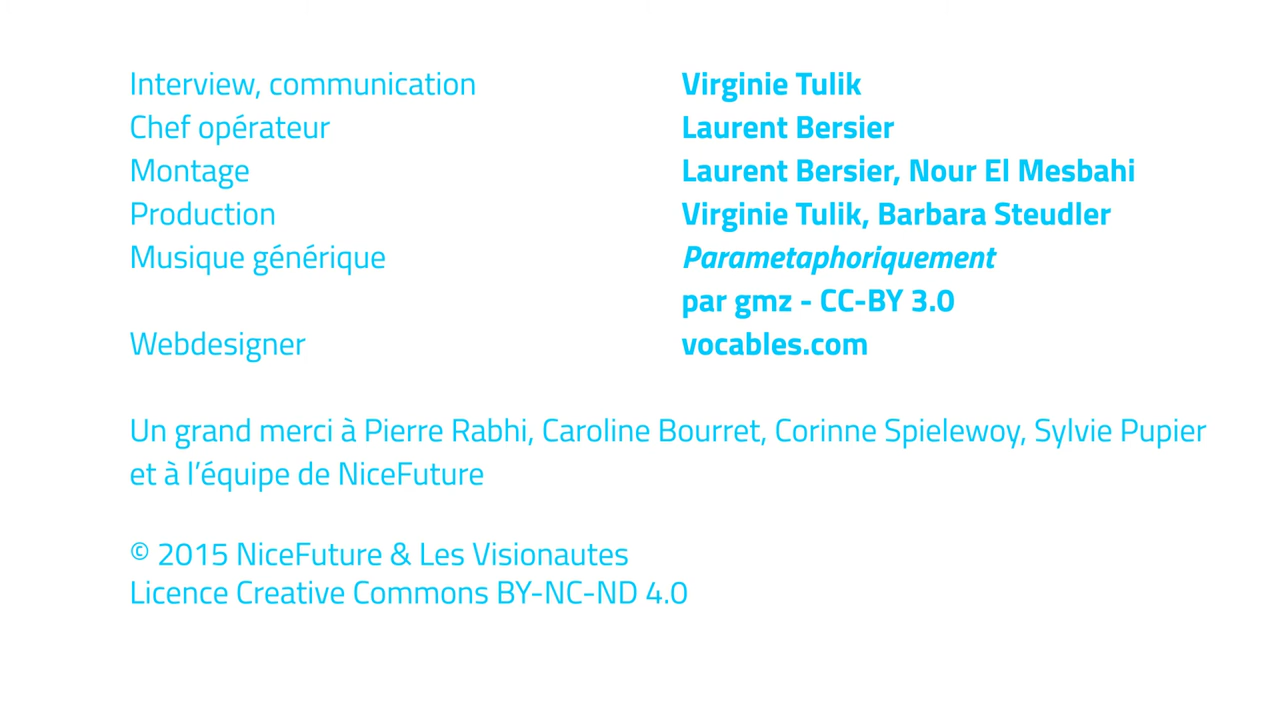 Interview, communication Virginie Tulik
Chef opérateur Laurent Bersier
Montage Laurent Bersier, Nour El Mesbahi
Production Virginie Tulik, Barbara Steudler
Musique générique Parametaphoriquement
par gmz - CC-BY 3.0
Webdesigner vocables.com
Un grand merci à Pierre Rabhi, Caroline Bourret, Corinne Spielewoy, Sylvie Pupier
et à l'équipe de NiceFuture
© 2015 NiceFuture & Les Visionautes
Licence Creative Commons BY-NC-ND 4.0